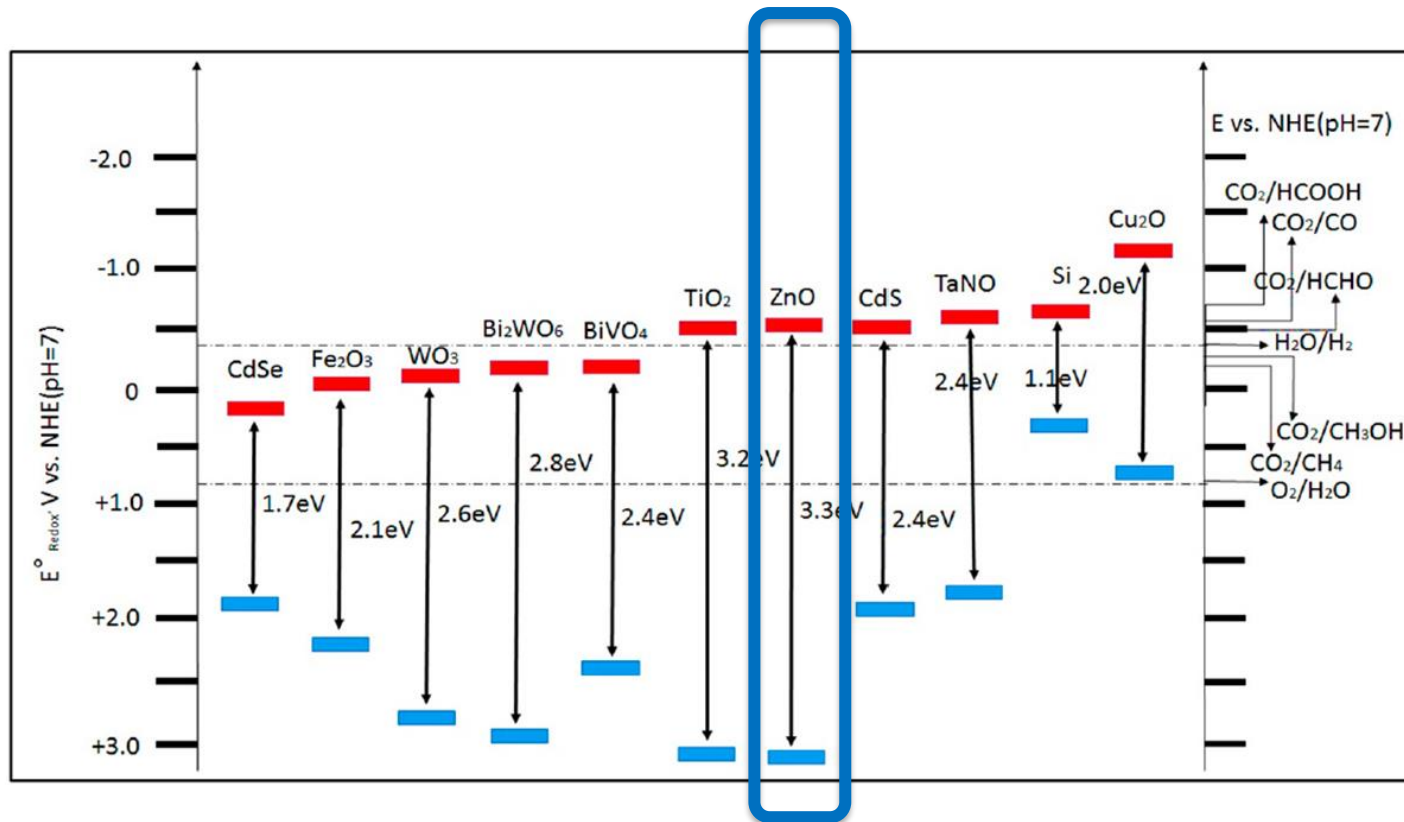 E vs. NHE(pH=7)
-2.0
-1.0
0
+1.0
+2.0
+3.0
E° Redox, V vs. NHE(pH=7)
CdSe
1.7eV
Fe₂O₃
2.1eV
WO₃
2.6eV
Bi₂WO₆
2.8eV
BiVO₄
2.4eV
TiO₂
3.2eV
ZnO
3.3eV
CdS
2.4eV
TaNO
2.4eV
Si
1.1eV
Cu₂O
2.0eV
CO₂/HCOOH
CO₂/CO
CO₂/HCHO
H₂O/H₂
CO₂/CH₃OH
CO₂/CH₄
O₂/H₂O